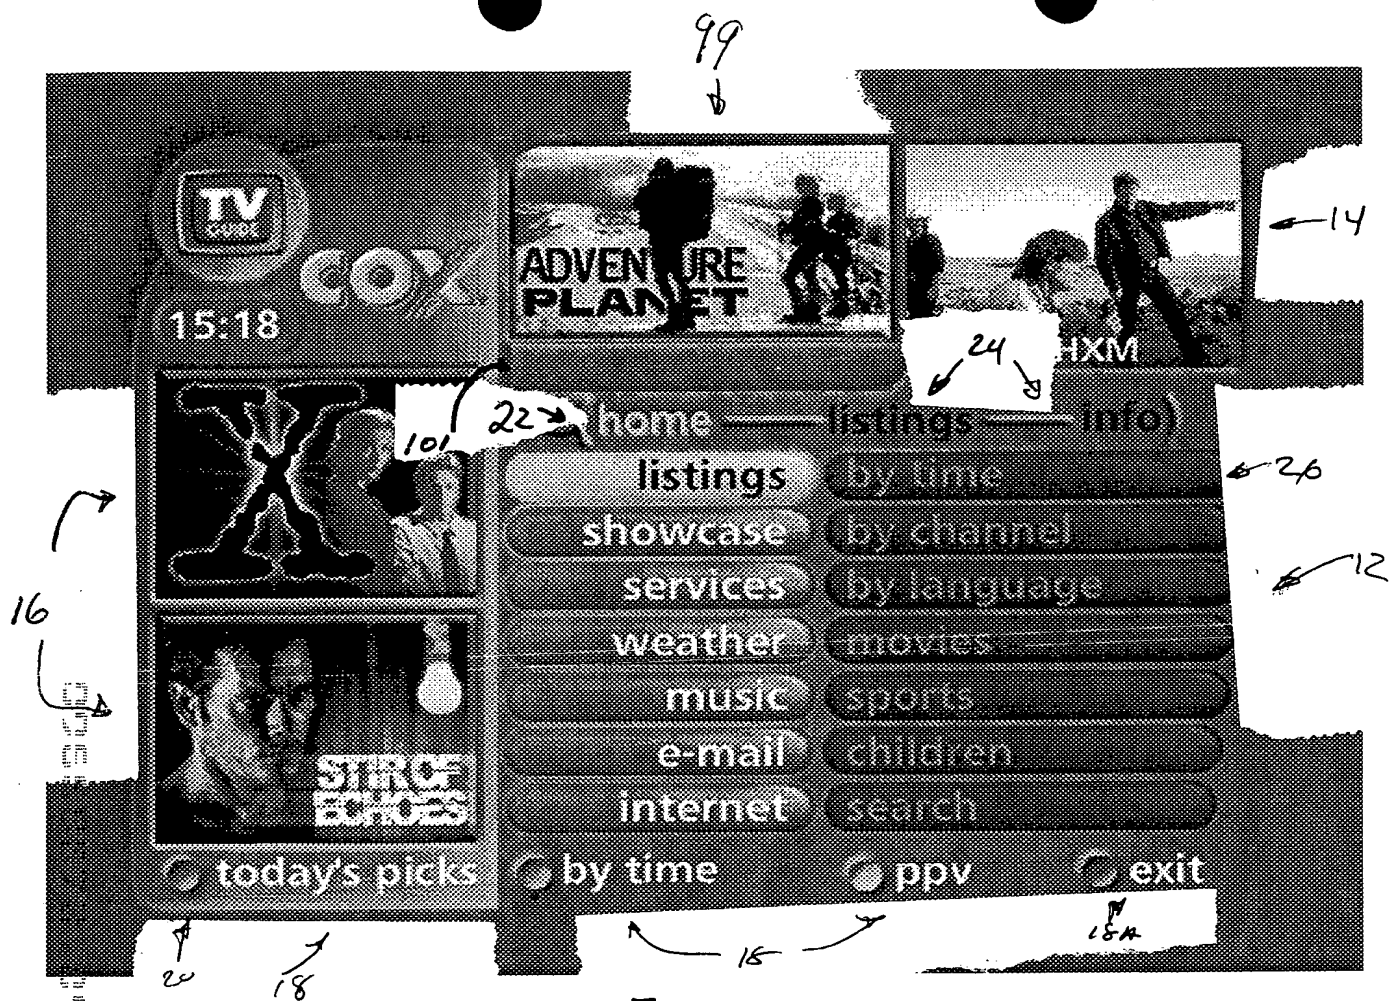 99
TV
GUIDE
COX
15:18
ADVENTURE
PLANET
14
24
HXM
101
22
home listings info)
listings by time
26
showcase by channel
services by language
12
16
weather movies
music sports
e-mail children
internet search
STIR OF
ECHOES
today's picks by time ppv exit
20
18
18
18A